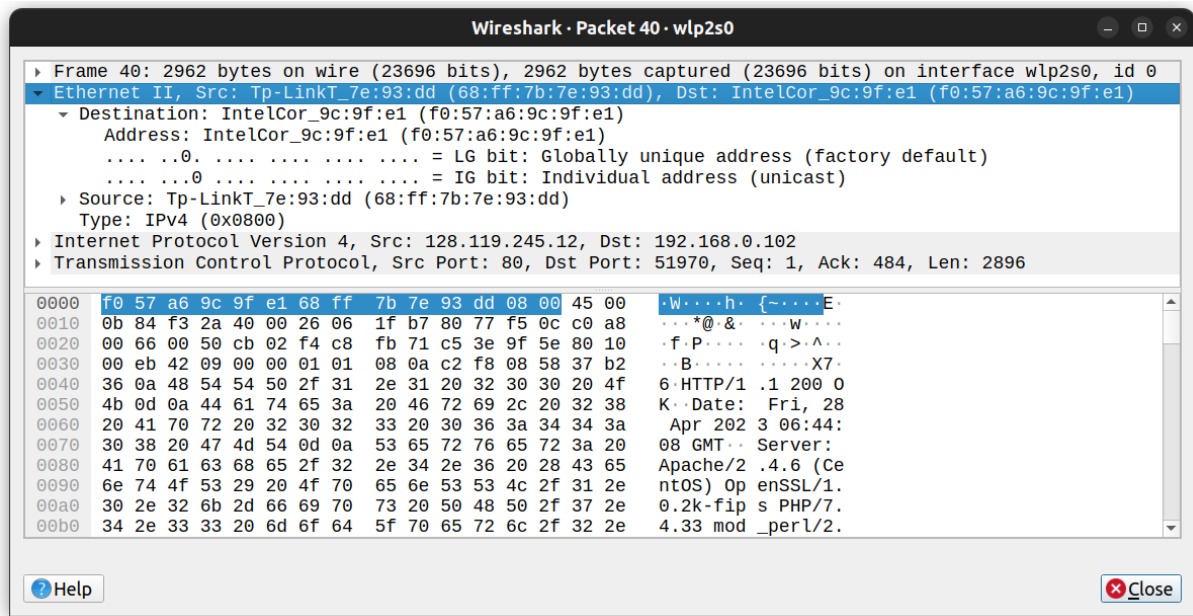 Wireshark · Packet 40 · wlp2s0
Frame 40: 2962 bytes on wire (23696 bits), 2962 bytes captured (23696 bits) on interface wlp2s0, id 0
Ethernet II, Src: Tp-LinkT_7e:93:dd (68:ff:7b:7e:93:dd), Dst: IntelCor_9c:9f:e1 (f0:57:a6:9c:9f:e1)
Destination: IntelCor_9c:9f:e1 (f0:57:a6:9c:9f:e1)
Address: IntelCor_9c:9f:e1 (f0:57:a6:9c:9f:e1)
.... ..0. .... .... .... .... = LG bit: Globally unique address (factory default)
.... ...0 .... .... .... .... = IG bit: Individual address (unicast)
Source: Tp-LinkT_7e:93:dd (68:ff:7b:7e:93:dd)
Type: IPv4 (0x0800)
Internet Protocol Version 4, Src: 128.119.245.12, Dst: 192.168.0.102
Transmission Control Protocol, Src Port: 80, Dst Port: 51970, Seq: 1, Ack: 484, Len: 2896
0000 f0 57 a6 9c 9f e1 68 ff 7b 7e 93 dd 08 00 45 00 ·W····h· {~····E·
0010 0b 84 f3 2a 40 00 26 06 1f b7 80 77 f5 0c c0 a8 ···*@·&· ···w····
0020 00 66 00 50 cb 02 f4 c8 fb 71 c5 3e 9f 5e 80 10 ·f·P···· ·q·>·^··
0030 00 eb 42 09 00 00 01 01 08 0a c2 f8 08 58 37 b2 ··B····· ·····X7·
0040 36 0a 48 54 54 50 2f 31 2e 31 20 32 30 30 20 4f 6·HTTP/1 .1 200 O
0050 4b 0d 0a 44 61 74 65 3a 20 46 72 69 2c 20 32 38 K··Date: Fri, 28
0060 20 41 70 72 20 32 30 32 33 20 30 36 3a 34 34 3a Apr 202 3 06:44:
0070 30 38 20 47 4d 54 0d 0a 53 65 72 76 65 72 3a 20 08 GMT·· Server:
0080 41 70 61 63 68 65 2f 32 2e 34 2e 36 20 28 43 65 Apache/2 .4.6 (Ce
0090 6e 74 4f 53 29 20 4f 70 65 6e 53 53 4c 2f 31 2e ntOS) Op enSSL/1.
00a0 30 2e 32 6b 2d 66 69 70 73 20 50 48 50 2f 37 2e 0.2k-fip s PHP/7.
00b0 34 2e 33 33 20 6d 6f 64 5f 70 65 72 6c 2f 32 2e 4.33 mod _perl/2.
Help
Close